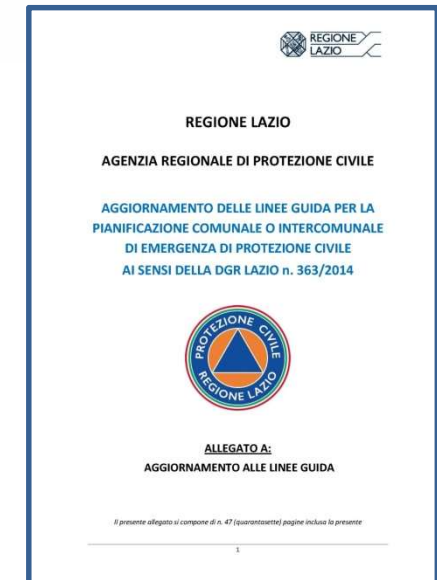 REGIONE
LAZIO
REGIONE LAZIO
AGENZIA REGIONALE DI PROTEZIONE CIVILE
AGGIORNAMENTO DELLE LINEE GUIDA PER LA
PIANIFICAZIONE COMUNALE O INTERCOMUNALE
DI EMERGENZA DI PROTEZIONE CIVILE
AI SENSI DELLA DGR LAZIO n. 363/2014
PROTEZIONE CIVILE
REGIONE LAZIO
ALLEGATO A:
AGGIORNAMENTO ALLE LINEE GUIDA
Il presente allegato si compone di n. 47 (quarantasette) pagine inclusa la presente
1